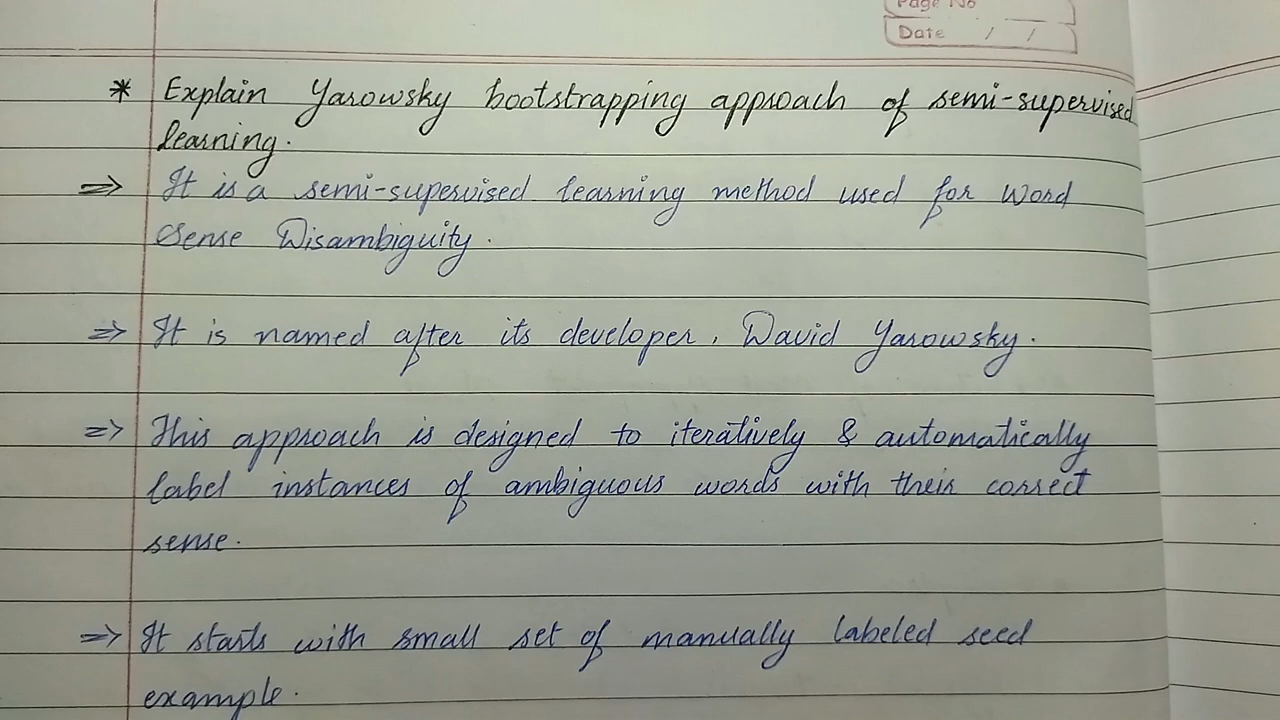 Page No
Date / /
* Explain Yarowsky bootstrapping approach of semi-supervised
learning.
=> It is a semi-supervised learning method used for Word
Sense Disambiguity.
=> It is named after its developer, David Yarowsky.
=> This approach is designed to iteratively & automatically
label instances of ambiguous words with their correct
sense.
=> It starts with small set of manually labeled seed
example.